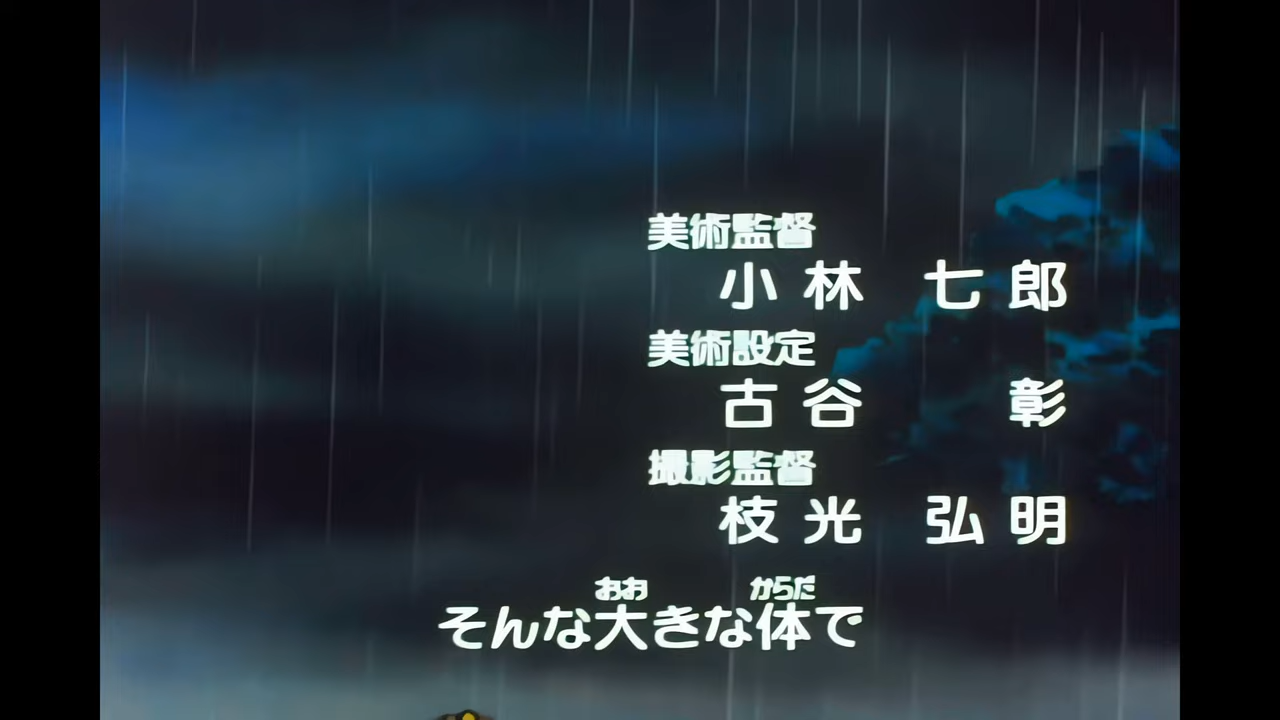 美術監督
小林 七郎
美術設定
古谷 彰
撮影監督
枝光 弘明
おお からだ
そんな大きな体で